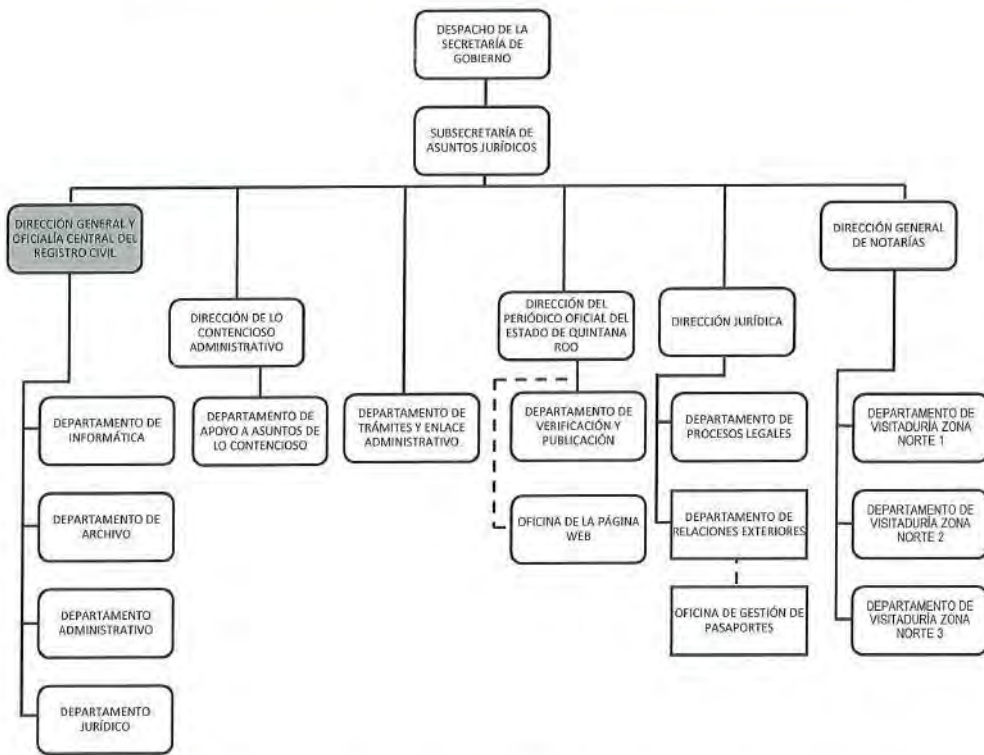 DESPACHO DE LA
SECRETARÍA DE
GOBIERNO
SUBSECRETARÍA DE
ASUNTOS JURÍDICOS
DIRECCIÓN GENERAL Y
OFICIALÍA CENTRAL DEL
REGISTRO CIVIL
DIRECCIÓN GENERAL
DE NOTARÍAS
DIRECCIÓN DE LO
CONTENCIOSO
ADMINISTRATIVO
DIRECCIÓN DEL
PERIÓDICO OFICIAL DEL
ESTADO DE QUINTANA
ROO
DIRECCIÓN JURÍDICA
DEPARTAMENTO DE
INFORMÁTICA
DEPARTAMENTO DE
APOYO A ASUNTOS DE
LO CONTENCIOSO
DEPARTAMENTO DE
TRÁMITES Y ENLACE
ADMINISTRATIVO
DEPARTAMENTO DE
VERIFICACIÓN Y
PUBLICACIÓN
DEPARTAMENTO DE
PROCESOS LEGALES
DEPARTAMENTO DE
VISITADURÍA ZONA
NORTE 1
DEPARTAMENTO DE
ARCHIVO
OFICINA DE LA PÁGINA
WEB
DEPARTAMENTO DE
RELACIONES EXTERIORES
DEPARTAMENTO DE
VISITADURÍA ZONA
NORTE 2
DEPARTAMENTO
ADMINISTRATIVO
OFICINA DE GESTIÓN DE
PASAPORTES
DEPARTAMENTO DE
VISITADURÍA ZONA
NORTE 3
DEPARTAMENTO
JURÍDICO